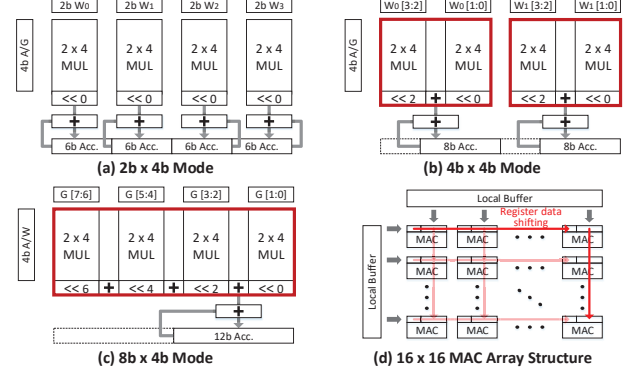 2b W0 2b W1 2b W2 2b W3
4b A/G
2 x 4 MUL 2 x 4 MUL 2 x 4 MUL 2 x 4 MUL
<< 0 << 0 << 0 << 0
+ + + +
6b Acc. 6b Acc. 6b Acc. 6b Acc.
(a) 2b x 4b Mode
W0 [3:2] W0 [1:0] W1 [3:2] W1 [1:0]
4b A/G
2 x 4 MUL 2 x 4 MUL 2 x 4 MUL 2 x 4 MUL
<< 2 + << 0 << 2 + << 0
+ +
8b Acc. 8b Acc.
(b) 4b x 4b Mode
G [7:6] G [5:4] G [3:2] G [1:0]
4b A/W
2 x 4 MUL 2 x 4 MUL 2 x 4 MUL 2 x 4 MUL
<< 6 + << 4 + << 2 + << 0
+
12b Acc.
(c) 8b x 4b Mode
Local Buffer
Register data
shifting
Local Buffer
MAC MAC MAC
MAC MAC MAC
MAC MAC MAC
(d) 16 x 16 MAC Array Structure